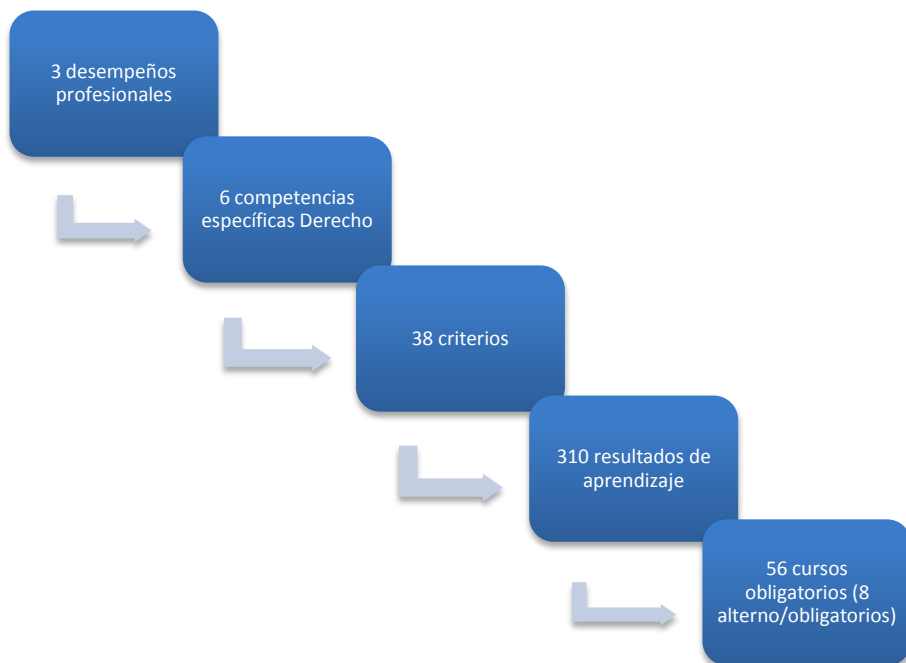 3 desempeños
profesionales
6 competencias
específicas Derecho
38 criterios
310 resultados de
aprendizaje
56 cursos
obligatorios (8
alterno/obligatorios)